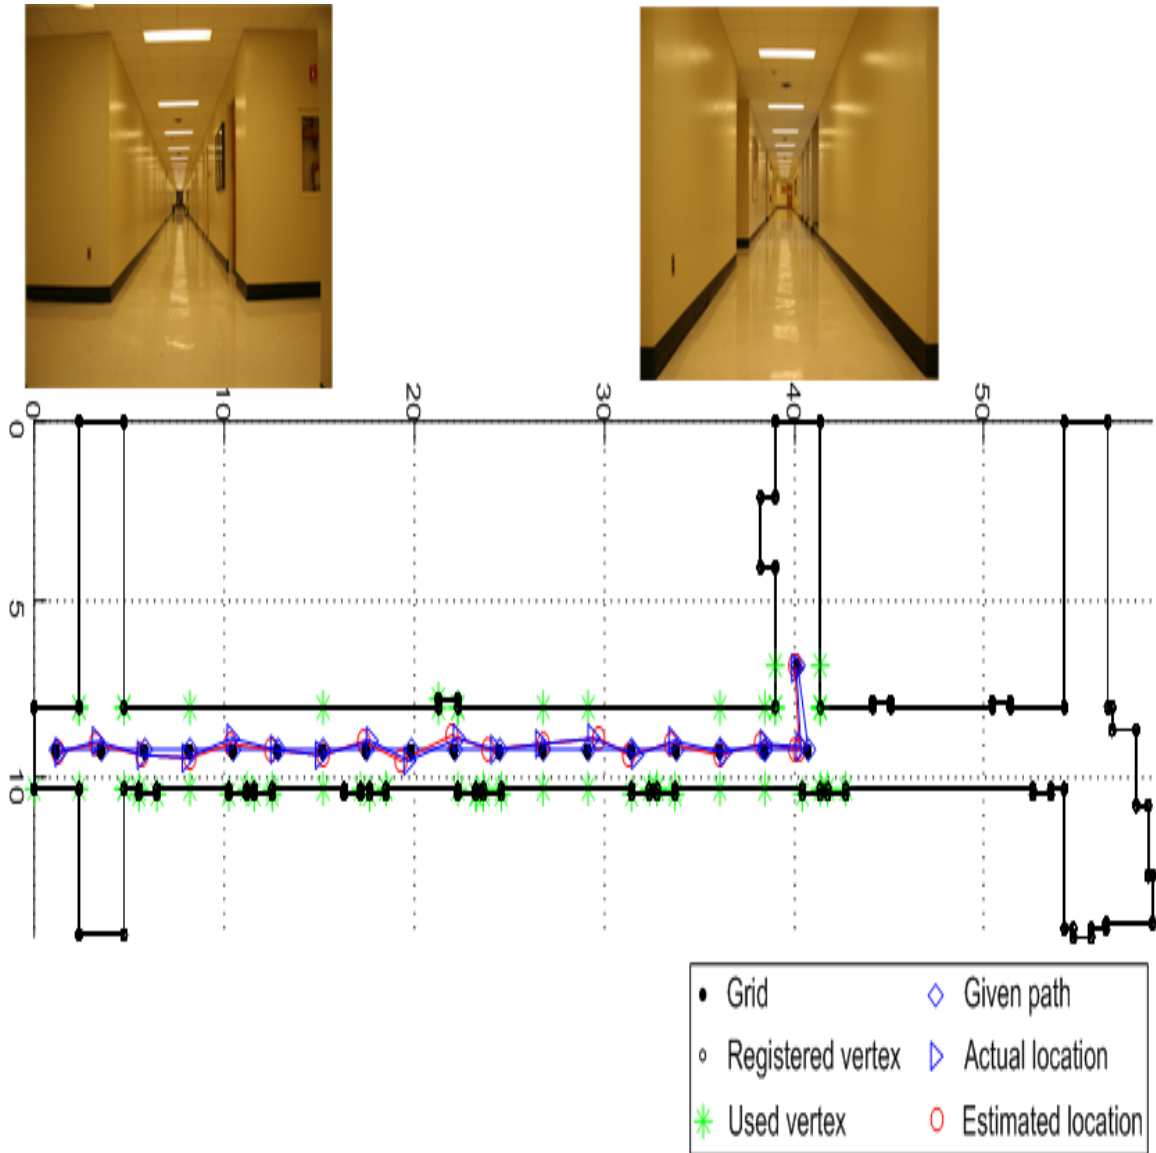 0 10 20 30 40 50
0
5
10
Grid Given path
Registered vertex Actual location
Used vertex Estimated location